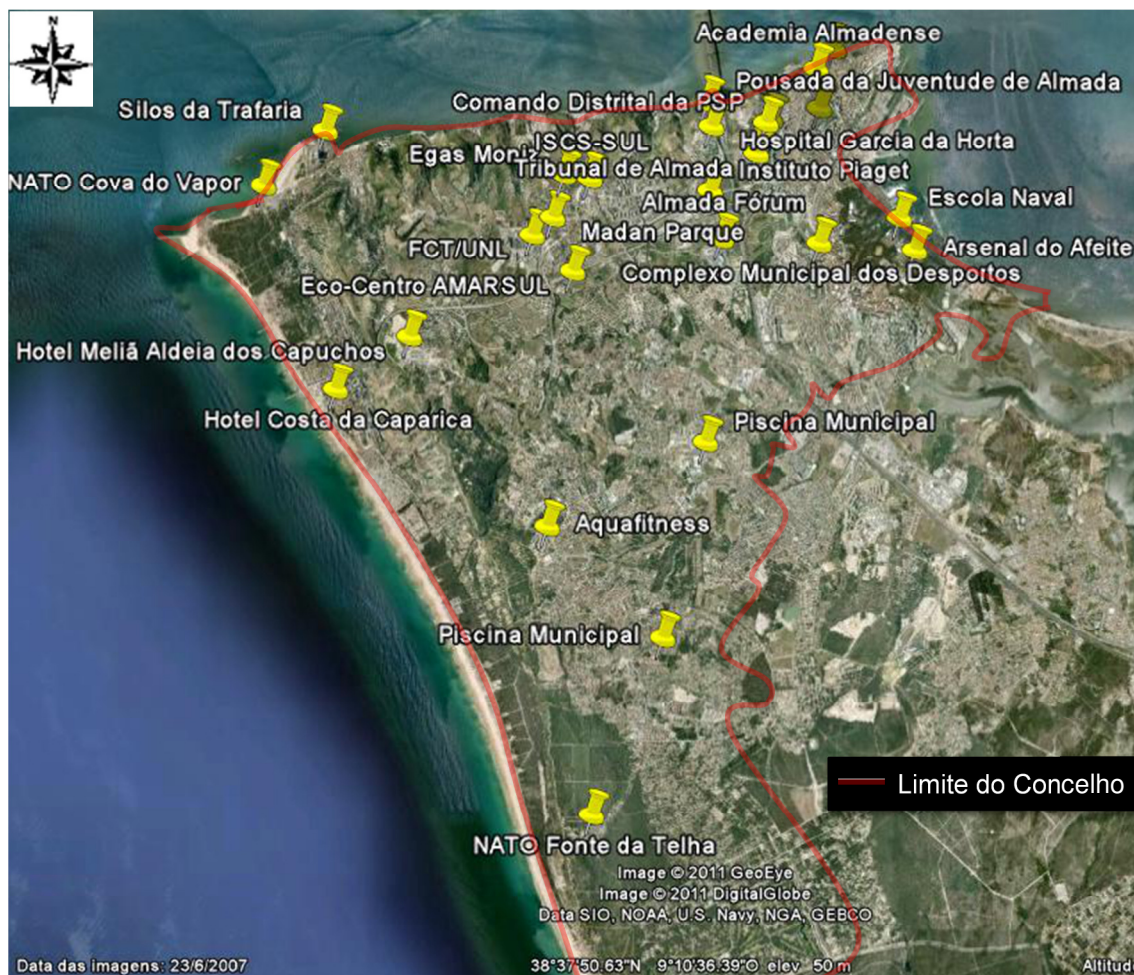 N
Academia Almadense
Pousada da Juventude de Almada
Comando Distrital da PSP
Silos da Trafaria
ISCS-SUL
Hospital Garcia da Horta
Egas Moniz
Tribunal de Almada
Instituto Piaget
NATO Cova do Vapor
Almada Fórum
Escola Naval
Madan Parque
FCT/UNL
Arsenal do Afeite
Complexo Municipal dos Desportos
Eco-Centro AMARSUL
Hotel Meliã Aldeia dos Capuchos
Hotel Costa da Caparica
Piscina Municipal
Aquafitness
Piscina Municipal
Limite do Concelho
NATO Fonte da Telha
Image © 2011 GeoEye
Image © 2011 DigitalGlobe
Data SIO, NOAA, U.S. Navy, NGA, GEBCO
Data das imagens: 23/6/2007
38°37'50.63"N 9°10'36.39"O elev 50 m
Altitud